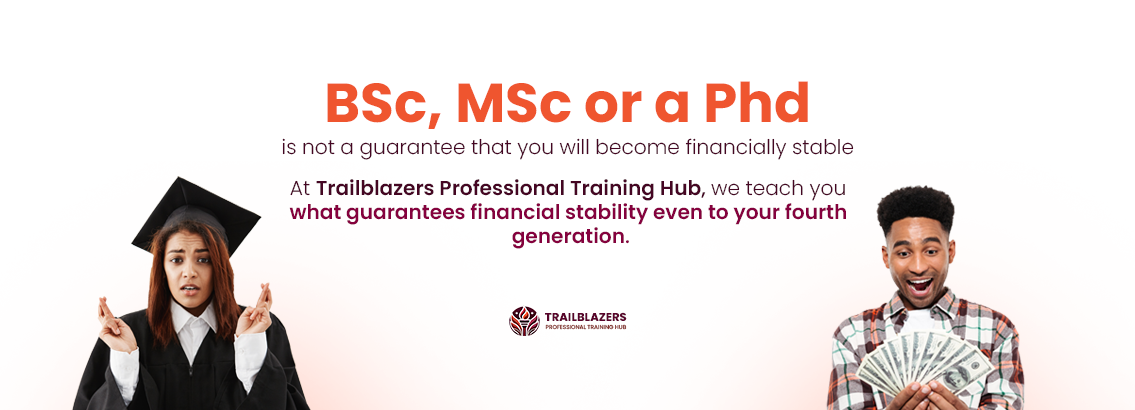 BSc, MSc or a Phd
is not a guarantee that you will become financially stable
At Trailblazers Professional Training Hub, we teach you
what guarantees financial stability even to your fourth
generation.
TRAILBLAZERS
PROFESSIONAL TRAINING HUB